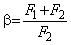 β = F₁ + F₂ / F₂